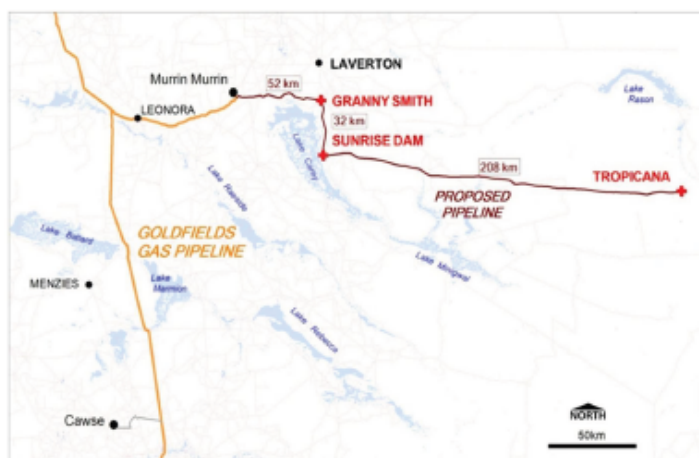 LAVERTON
Murrin Murrin
52 km
Lake
Rason
GRANNY SMITH
LEONORA
32 km
SUNRISE DAM
Lake Carey
208 km
TROPICANA
Lake Raeside
PROPOSED
PIPELINE
GOLDFIELDS
GAS PIPELINE
Lake Ballard
Lake Minigwal
Lake
Marmion
MENZIES
Lake Rebecca
Cawse
NORTH
50km